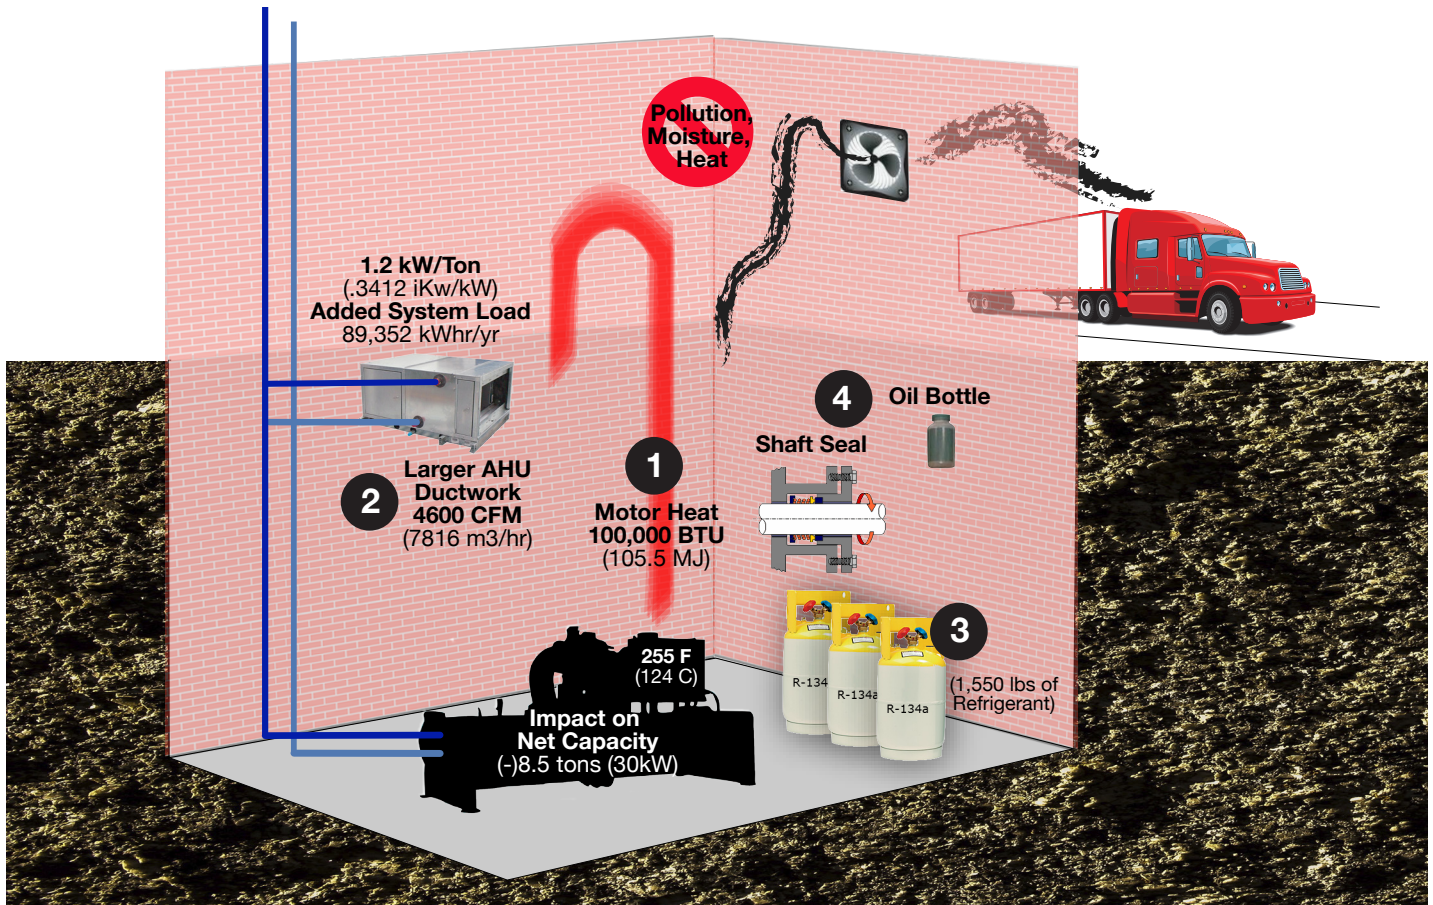 Pollution,
Moisture,
Heat
1.2 kW/Ton
(.3412 iKw/kW)
Added System Load
89,352 kWhr/yr
4
Oil Bottle
Shaft Seal
1
Motor Heat
100,000 BTU
(105.5 MJ)
2
Larger AHU
Ductwork
4600 CFM
(7816 m3/hr)
3
(1,550 lbs of
Refrigerant)
R-134
R-134a
R-134a
255 F
(124 C)
Impact on
Net Capacity
(-)8.5 tons (30kW)